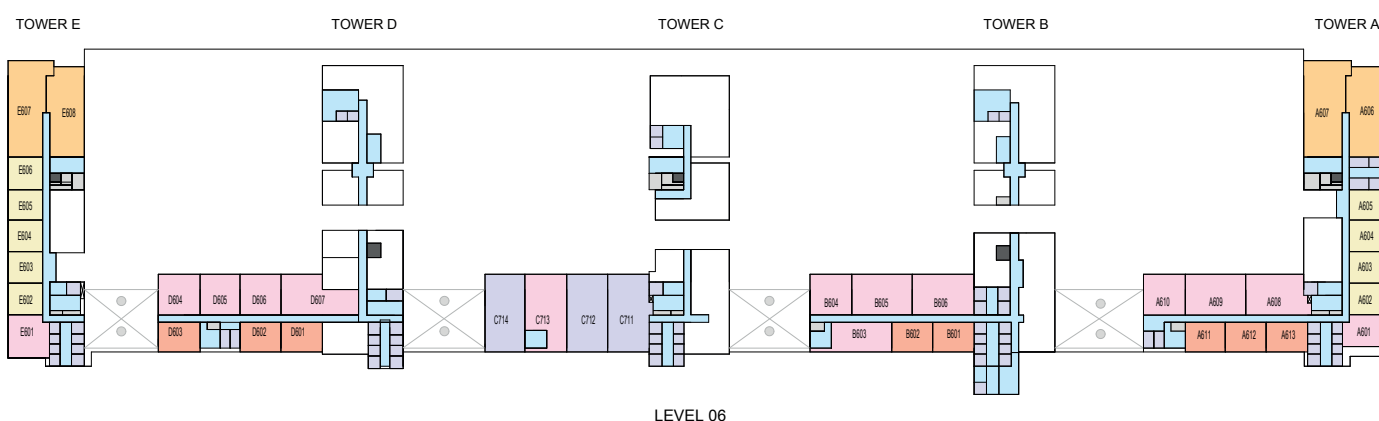 TOWER E TOWER D TOWER C TOWER B TOWER A
E607 E608 A607 A606
E606
E605 A605
E604 A604
E603 A603
E602 D604 D605 D606 D607 B604 B605 B606 A610 A609 A608 A602
C714 C713 C712 C711
E601 D603 D602 D601 B603 B602 B601 A611 A612 A613 A601
LEVEL 06